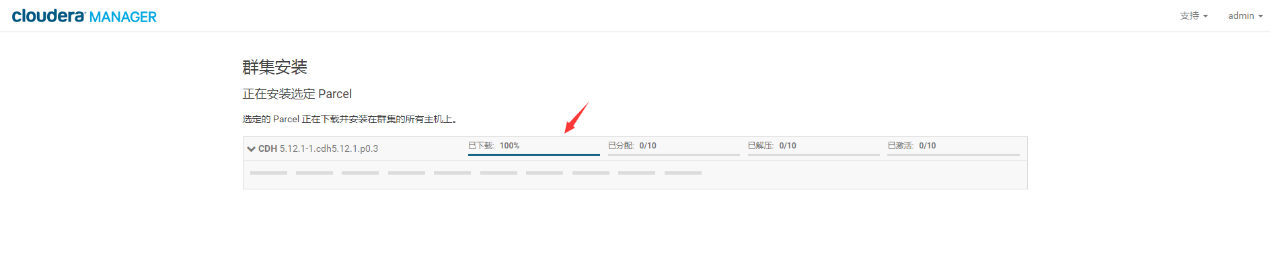 cloudera MANAGER 支持 admin
群集安装
正在安装选定 Parcel
选定的 Parcel 正在下载并安装在群集的所有主机上。
CDH 5.12.1-1.cdh5.12.1.p0.3 已下载: 100% 已分配: 0/10 已解压: 0/10 已激活: 0/10